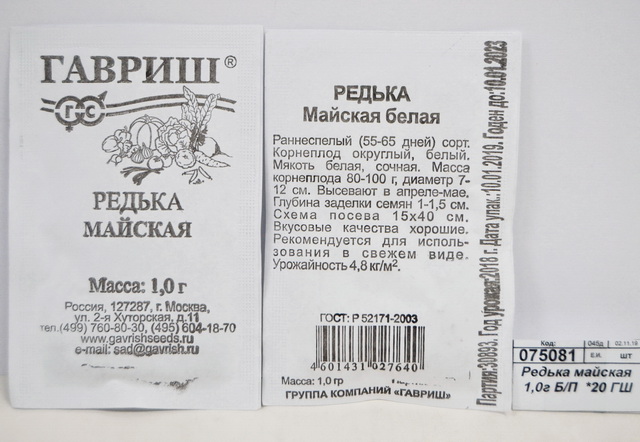 ГАВРИШ®
Г С
РЕДЬКА
МАЙСКАЯ
Масса: 1,0 г
Россия, 127287, г. Москва,
ул. 2-я Хуторская, д.11
тел.(499) 760-80-30, (495) 604-18-70
www.gavrishseeds.ru
e-mail: sad@gavrish.ru
РЕДЬКА
Майская белая
Раннеспелый (55-65 дней) сорт.
Корнеплод округлый, белый.
Мякоть белая, сочная. Масса
корнеплода 80-100 г, диаметр 7-
12 см. Высевают в апреле-мае.
Глубина заделки семян 1-1,5 см.
Схема посева 15х40 см.
Вкусовые качества хорошие.
Рекомендуется для исполь-
зования в свежем виде.
Урожайность 4,8 кг/м².
ГОСТ: Р 52171-2003
4601431027640
Масса: 1,0 гр
ГРУППА КОМПАНИЙ «ГАВРИШ»
Партия:30893. Год урожая:2018 г. Дата упак.:10.01.2019. Годен до:10.01.2023
Код:
02.11.19
075081
Е.И. шт
Редька майская
1,0г Б/П *20 ГШ